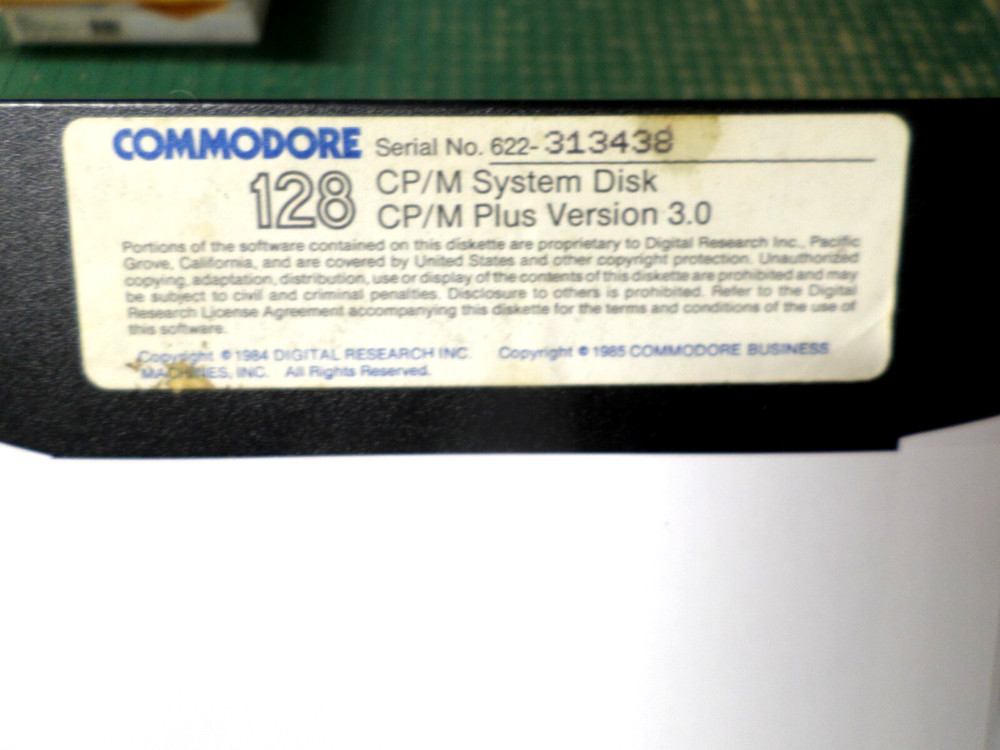 COMMODORE Serial No. 622-313438
128 CP/M System Disk
CP/M Plus Version 3.0
Portions of the software contained on this diskette are proprietary to Digital Research Inc., Pacific
Grove, California, and are covered by United States and other copyright protection. Unauthorized
copying, adaptation, distribution, use or display of the contents of this diskette are prohibited and may
be subject to civil and criminal penalties. Disclosure to others is prohibited. Refer to the Digital
Research License Agreement accompanying this diskette for the terms and conditions of the use of
this software.
Copyright © 1984 DIGITAL RESEARCH INC. Copyright © 1985 COMMODORE BUSINESS
MACHINES, INC. All Rights Reserved.